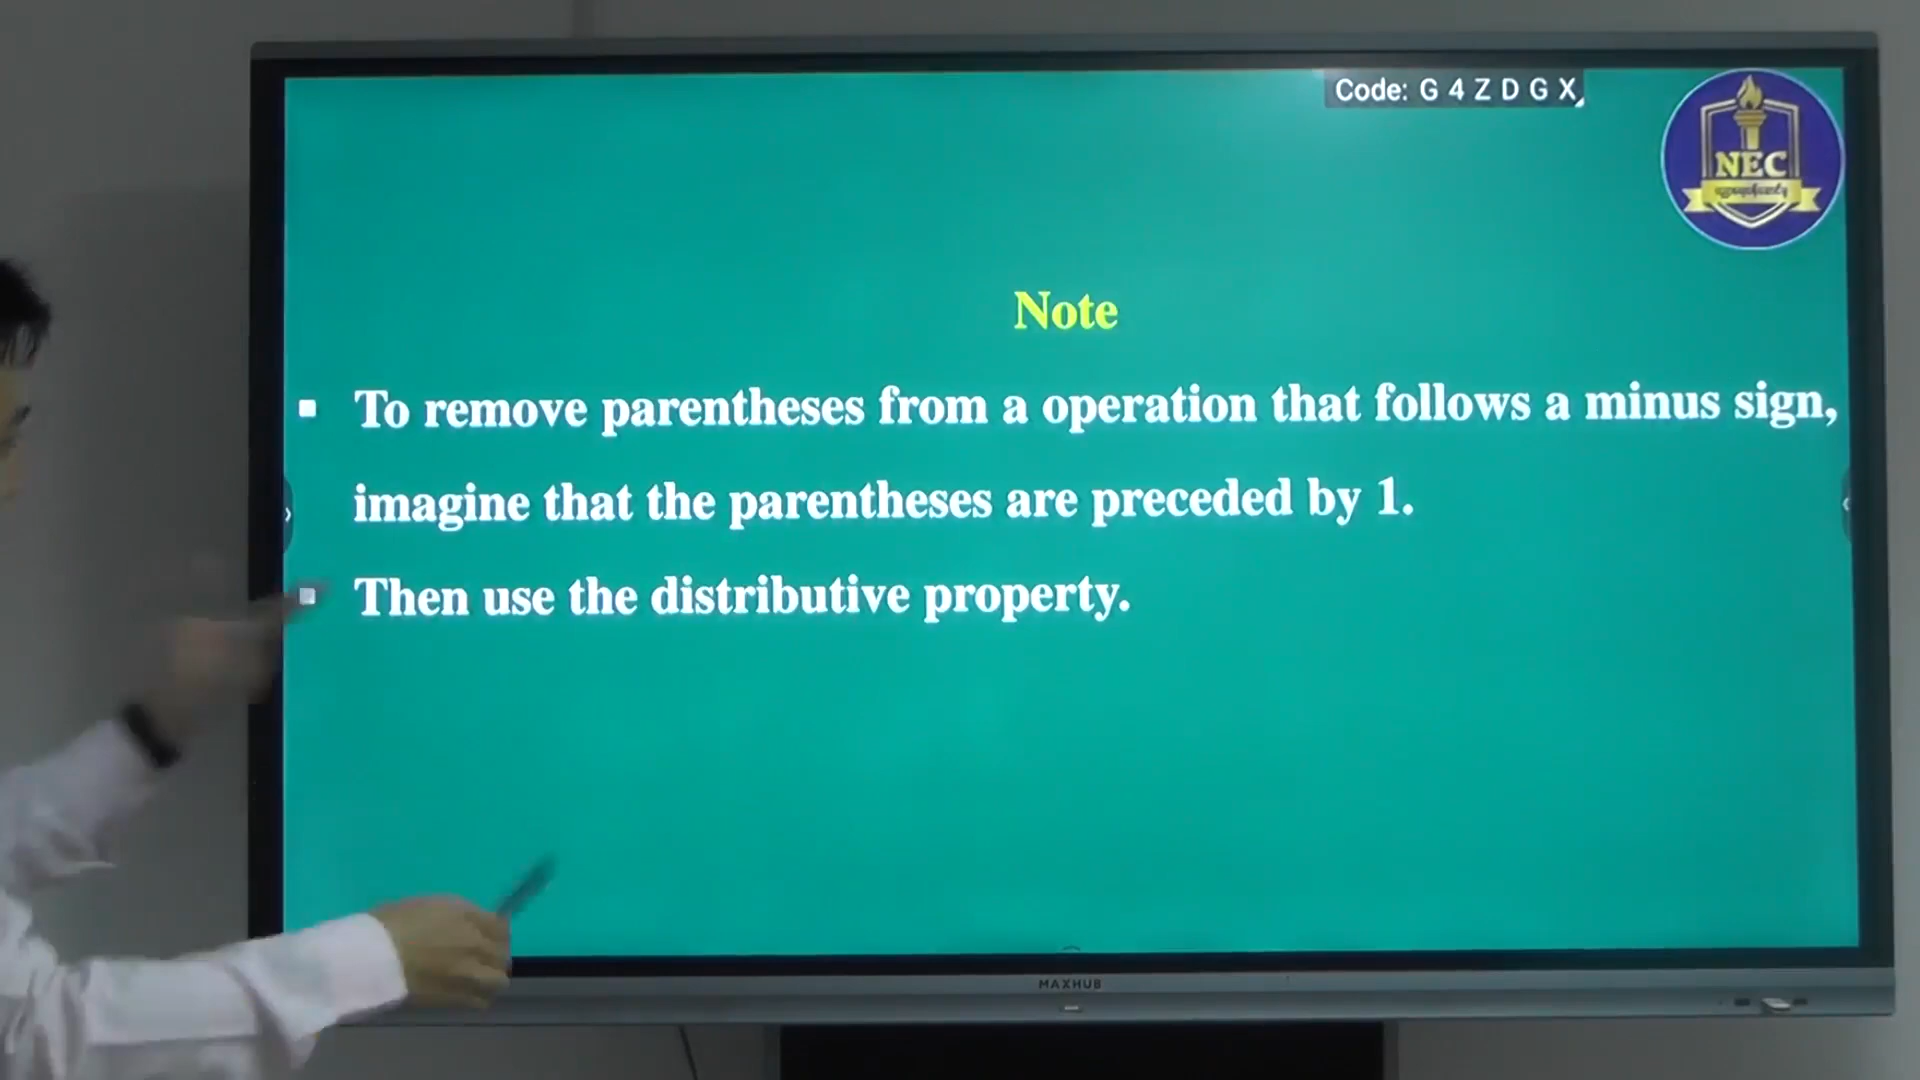 Code: G 4 Z D G X
NEC
Note
▪ To remove parentheses from a operation that follows a minus sign,
imagine that the parentheses are preceded by 1.
▪ Then use the distributive property.
MAXHUB